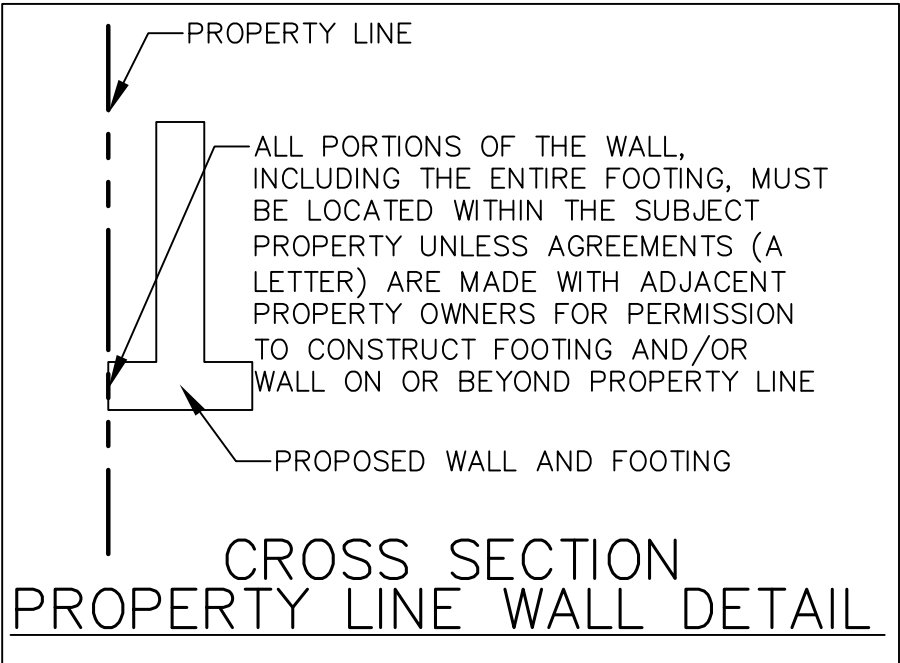 PROPERTY LINE
ALL PORTIONS OF THE WALL,
INCLUDING THE ENTIRE FOOTING, MUST
BE LOCATED WITHIN THE SUBJECT
PROPERTY UNLESS AGREEMENTS (A
LETTER) ARE MADE WITH ADJACENT
PROPERTY OWNERS FOR PERMISSION
TO CONSTRUCT FOOTING AND/OR
WALL ON OR BEYOND PROPERTY LINE
PROPOSED WALL AND FOOTING
CROSS SECTION
PROPERTY LINE WALL DETAIL